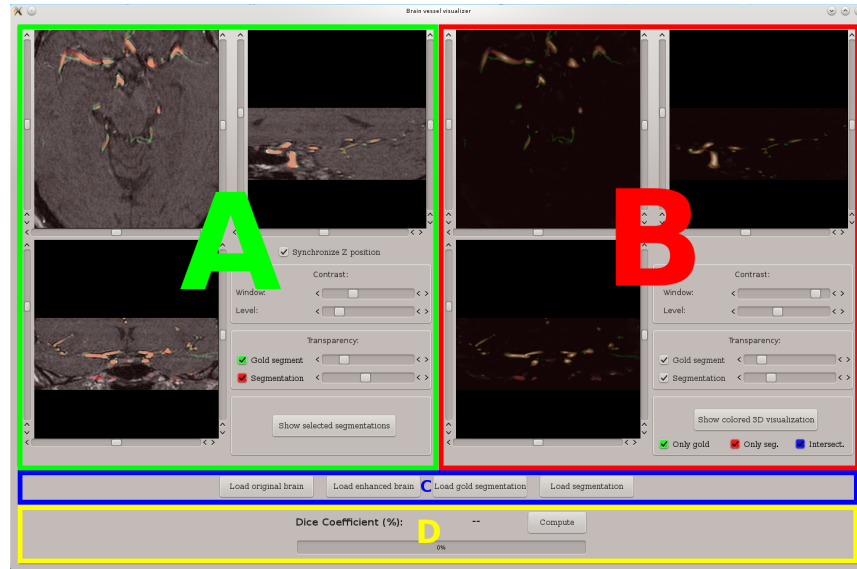 Brain vessel visualizer
A
B
Synchronize Z position
Contrast:
Window:
Level:
Transparency:
Gold segment
Segmentation
Show selected segmentations
Contrast:
Window:
Level:
Transparency:
Gold segment
Segmentation
Show colored 3D visualization
Only gold Only seg. Intersect.
Load original brain Load enhanced brain C Load gold segmentation Load segmentation
Dice Coefficient (%): -- Compute
D
0%